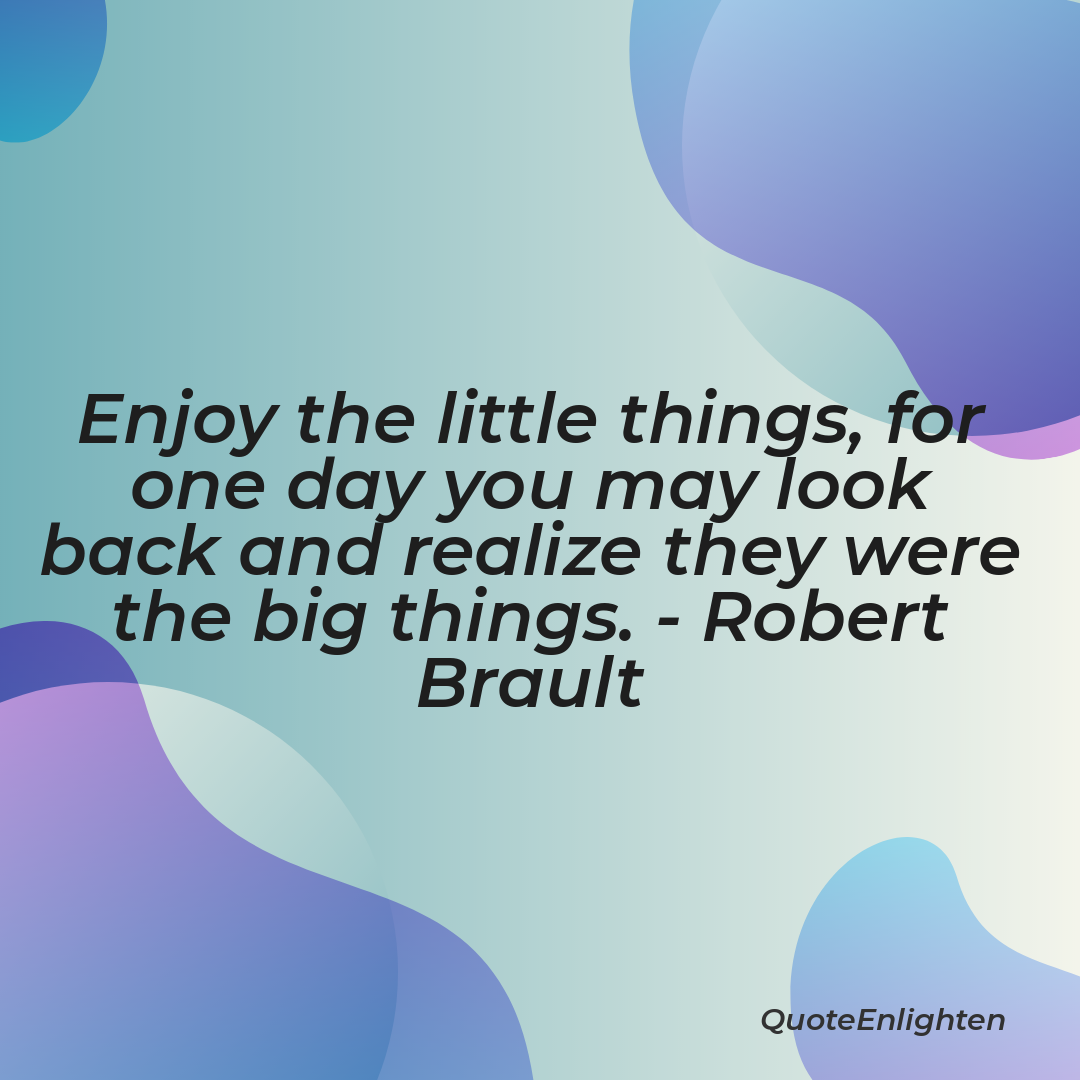 Enjoy the little things, for
one day you may look
back and realize they were
the big things. - Robert
Brault
QuoteEnlighten